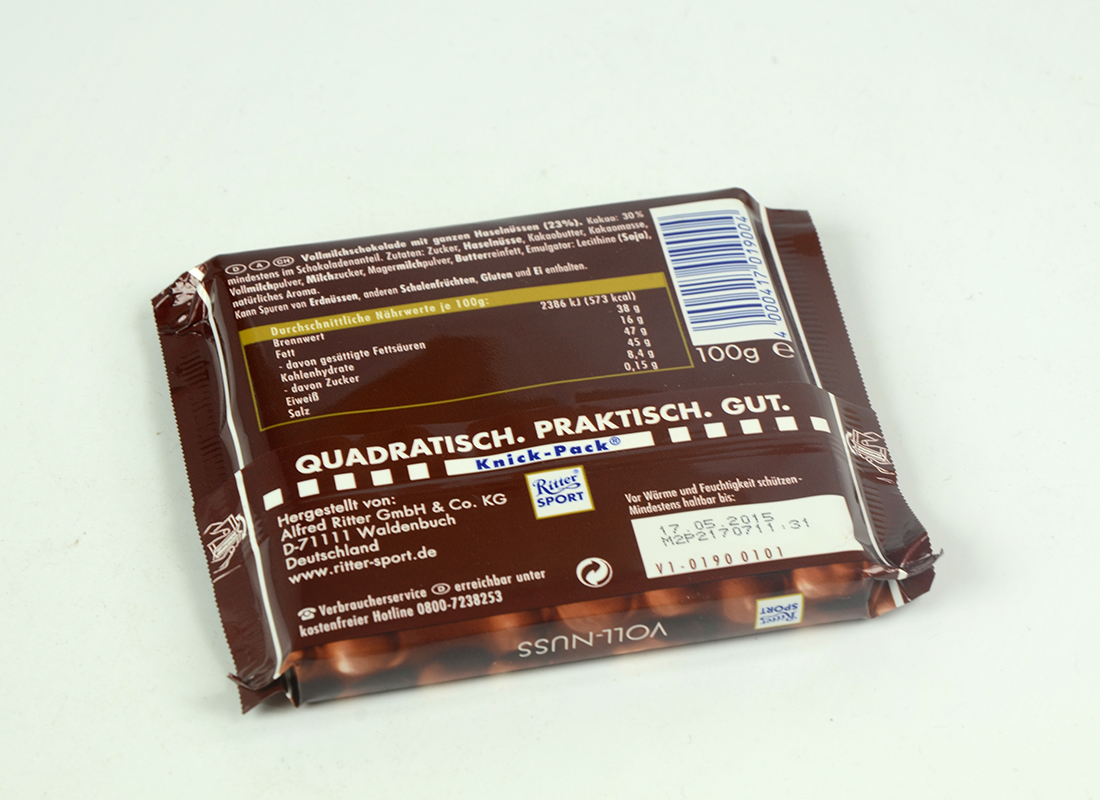 D A CH Vollmilchschokolade mit ganzen Haselnüssen (23%). Kakao: 30%
mindestens im Schokoladenanteil. Zutaten: Zucker, Haselnüsse, Kakaobutter, Kakaomasse,
Vollmilchpulver, Milchzucker, Magermilchpulver, Butterreinfett, Emulgator: Lecithine (Soja),
natürliches Aroma.
Kann Spuren von Erdnüssen, anderen Schalenfrüchten, Gluten und Ei enthalten.
Durchschnittliche Nährwerte je 100g:
Brennwert 2386 kJ (573 kcal)
Fett 38 g
- davon gesättigte Fettsäuren 16 g
Kohlenhydrate 47 g
- davon Zucker 45 g
Eiweiß 8,4 g
Salz 0,15 g
4 000417 019004
100g e
QUADRATISCH. PRAKTISCH. GUT.
Knick-Pack®
Hergestellt von:
Alfred Ritter GmbH & Co. KG
D-71111 Waldenbuch
Deutschland
www.ritter-sport.de
Ritter
SPORT
Vor Wärme und Feuchtigkeit schützen -
Mindestens haltbar bis:
17.05.2015
M2P2170711 31
V1-0190 0101
Verbraucherservice D erreichbar unter
kostenfreier Hotline 0800-7238253
VOLL-NUSS
Ritter
SPORT